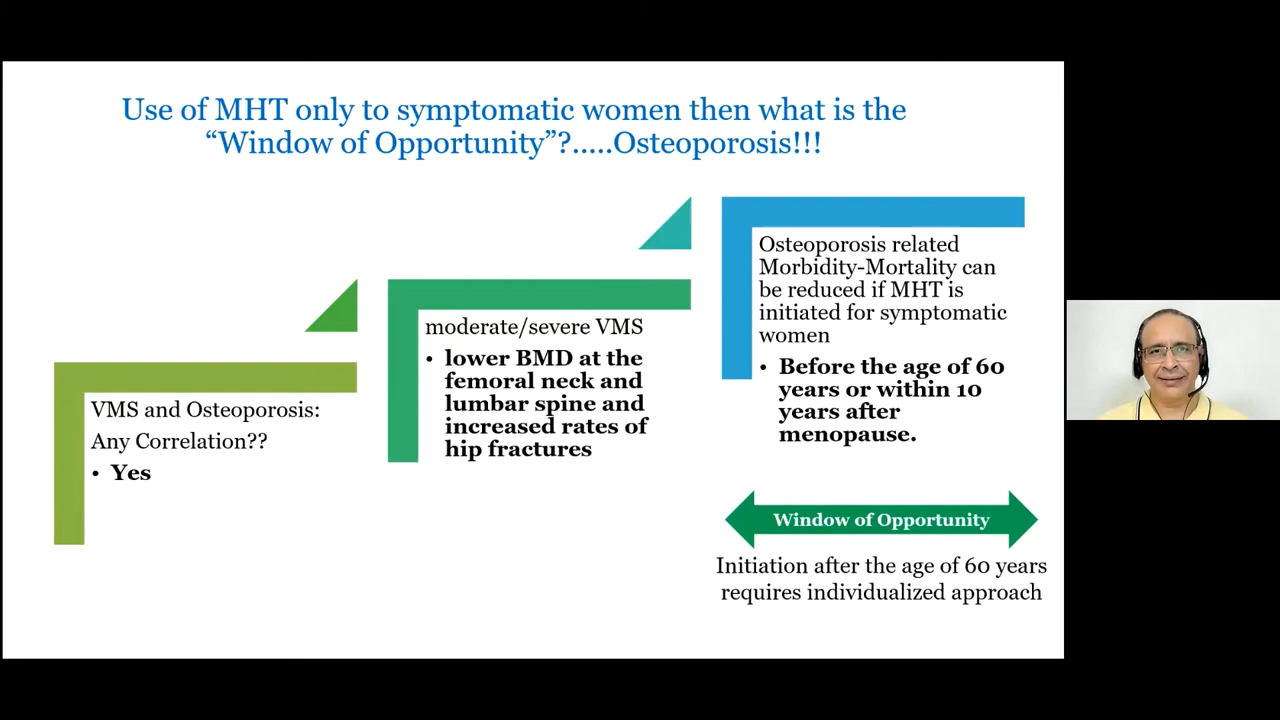 Use of MHT only to symptomatic women then what is the
“Window of Opportunity”?.....Osteoporosis!!!
VMS and Osteoporosis:
Any Correlation??
• Yes
moderate/severe VMS
• lower BMD at the
femoral neck and
lumbar spine and
increased rates of
hip fractures
Osteoporosis related
Morbidity-Mortality can
be reduced if MHT is
initiated for symptomatic
women
• Before the age of 60
years or within 10
years after
menopause.
Window of Opportunity
Initiation after the age of 60 years
requires individualized approach